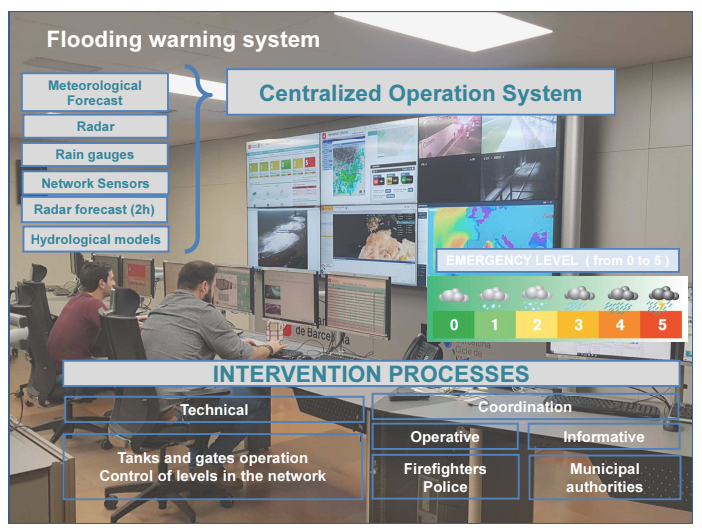 Flooding warning system
Meteorological
Forecast
Radar
Rain gauges
Network Sensors
Radar forecast (2h)
Hydrological models
Centralized Operation System
EMERGENCY LEVEL ( from 0 to 5 )
0 1 2 3 4 5
de Barcel
INTERVENTION PROCESSES
Technical
Coordination
Tanks and gates operation
Control of levels in the network
Operative
Informative
Firefighters
Police
Municipal
authorities